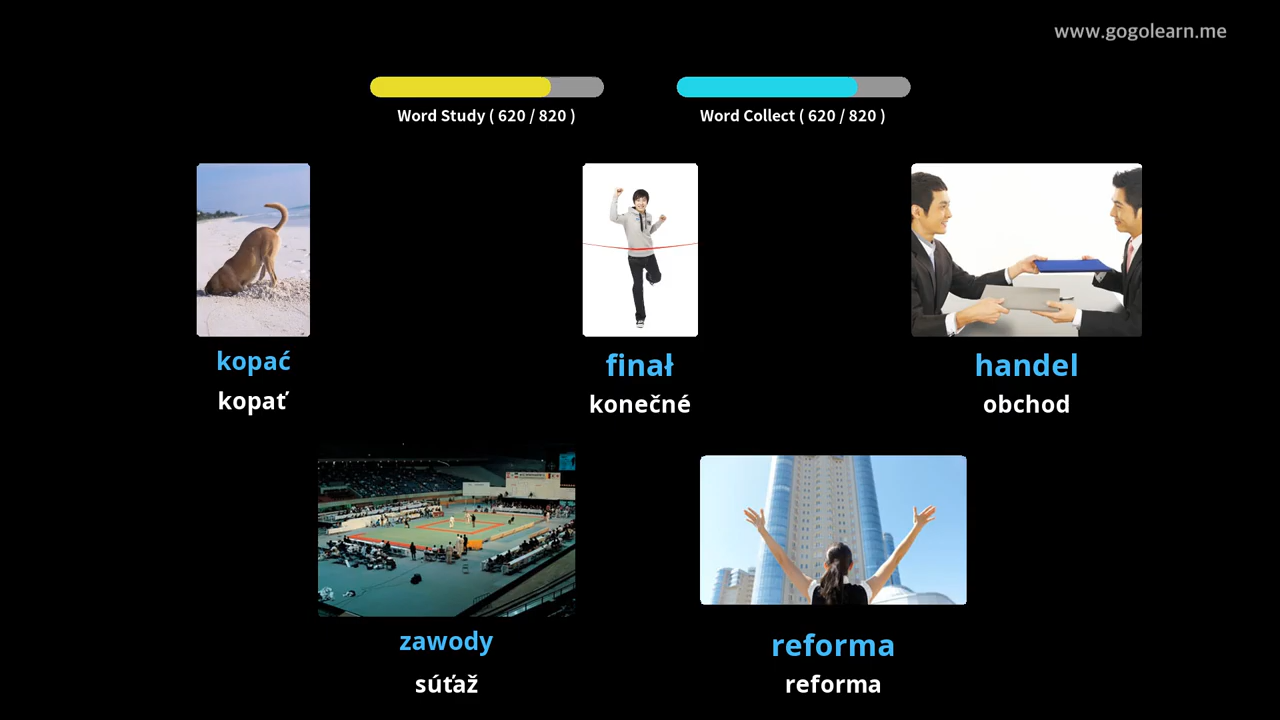 www.gogolearn.me
Word Study ( 620 / 820 )
Word Collect ( 620 / 820 )
kopać
kopať
finał
konečné
handel
obchod
zawody
súťaž
reforma
reforma